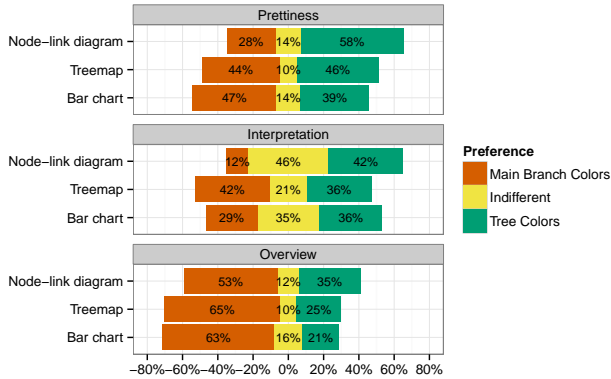 Prettiness
Node−link diagram 28% 14% 58%
Treemap 44% 10% 46%
Bar chart 47% 14% 39%
Interpretation
Node−link diagram 12% 46% 42%
Treemap 42% 21% 36%
Bar chart 29% 35% 36%
Preference
Main Branch Colors
Indifferent
Tree Colors
Overview
Node−link diagram 53% 12% 35%
Treemap 65% 10% 25%
Bar chart 63% 16% 21%
−80% −60% −40% −20% 0% 20% 40% 60% 80%